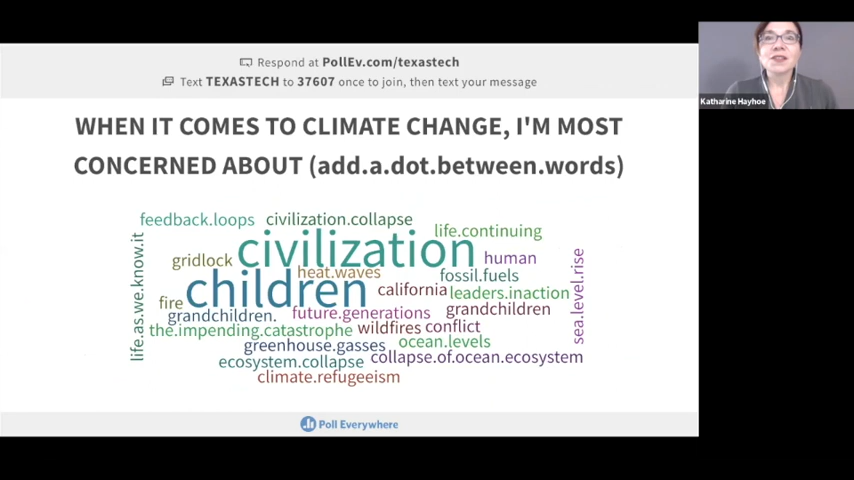 Respond at PollEv.com/texastech
Text TEXASTECH to 37607 once to join, then text your message
Katharine Hayhoe
WHEN IT COMES TO CLIMATE CHANGE, I'M MOST
CONCERNED ABOUT (add.a.dot.between.words)
feedback.loops
civilization.collapse
life.continuing
life.as.we.know.it
civilization
gridlock
human
heat.waves
fossil.fuels
sea.level.rise
children
california
leaders.inaction
fire
grandchildren.
future.generations
grandchildren
the.impending.catastrophe
wildfires
conflict
greenhouse.gasses
ocean.levels
ecosystem.collapse
collapse.of.ocean.ecosystem
climate.refugeeism
Poll Everywhere